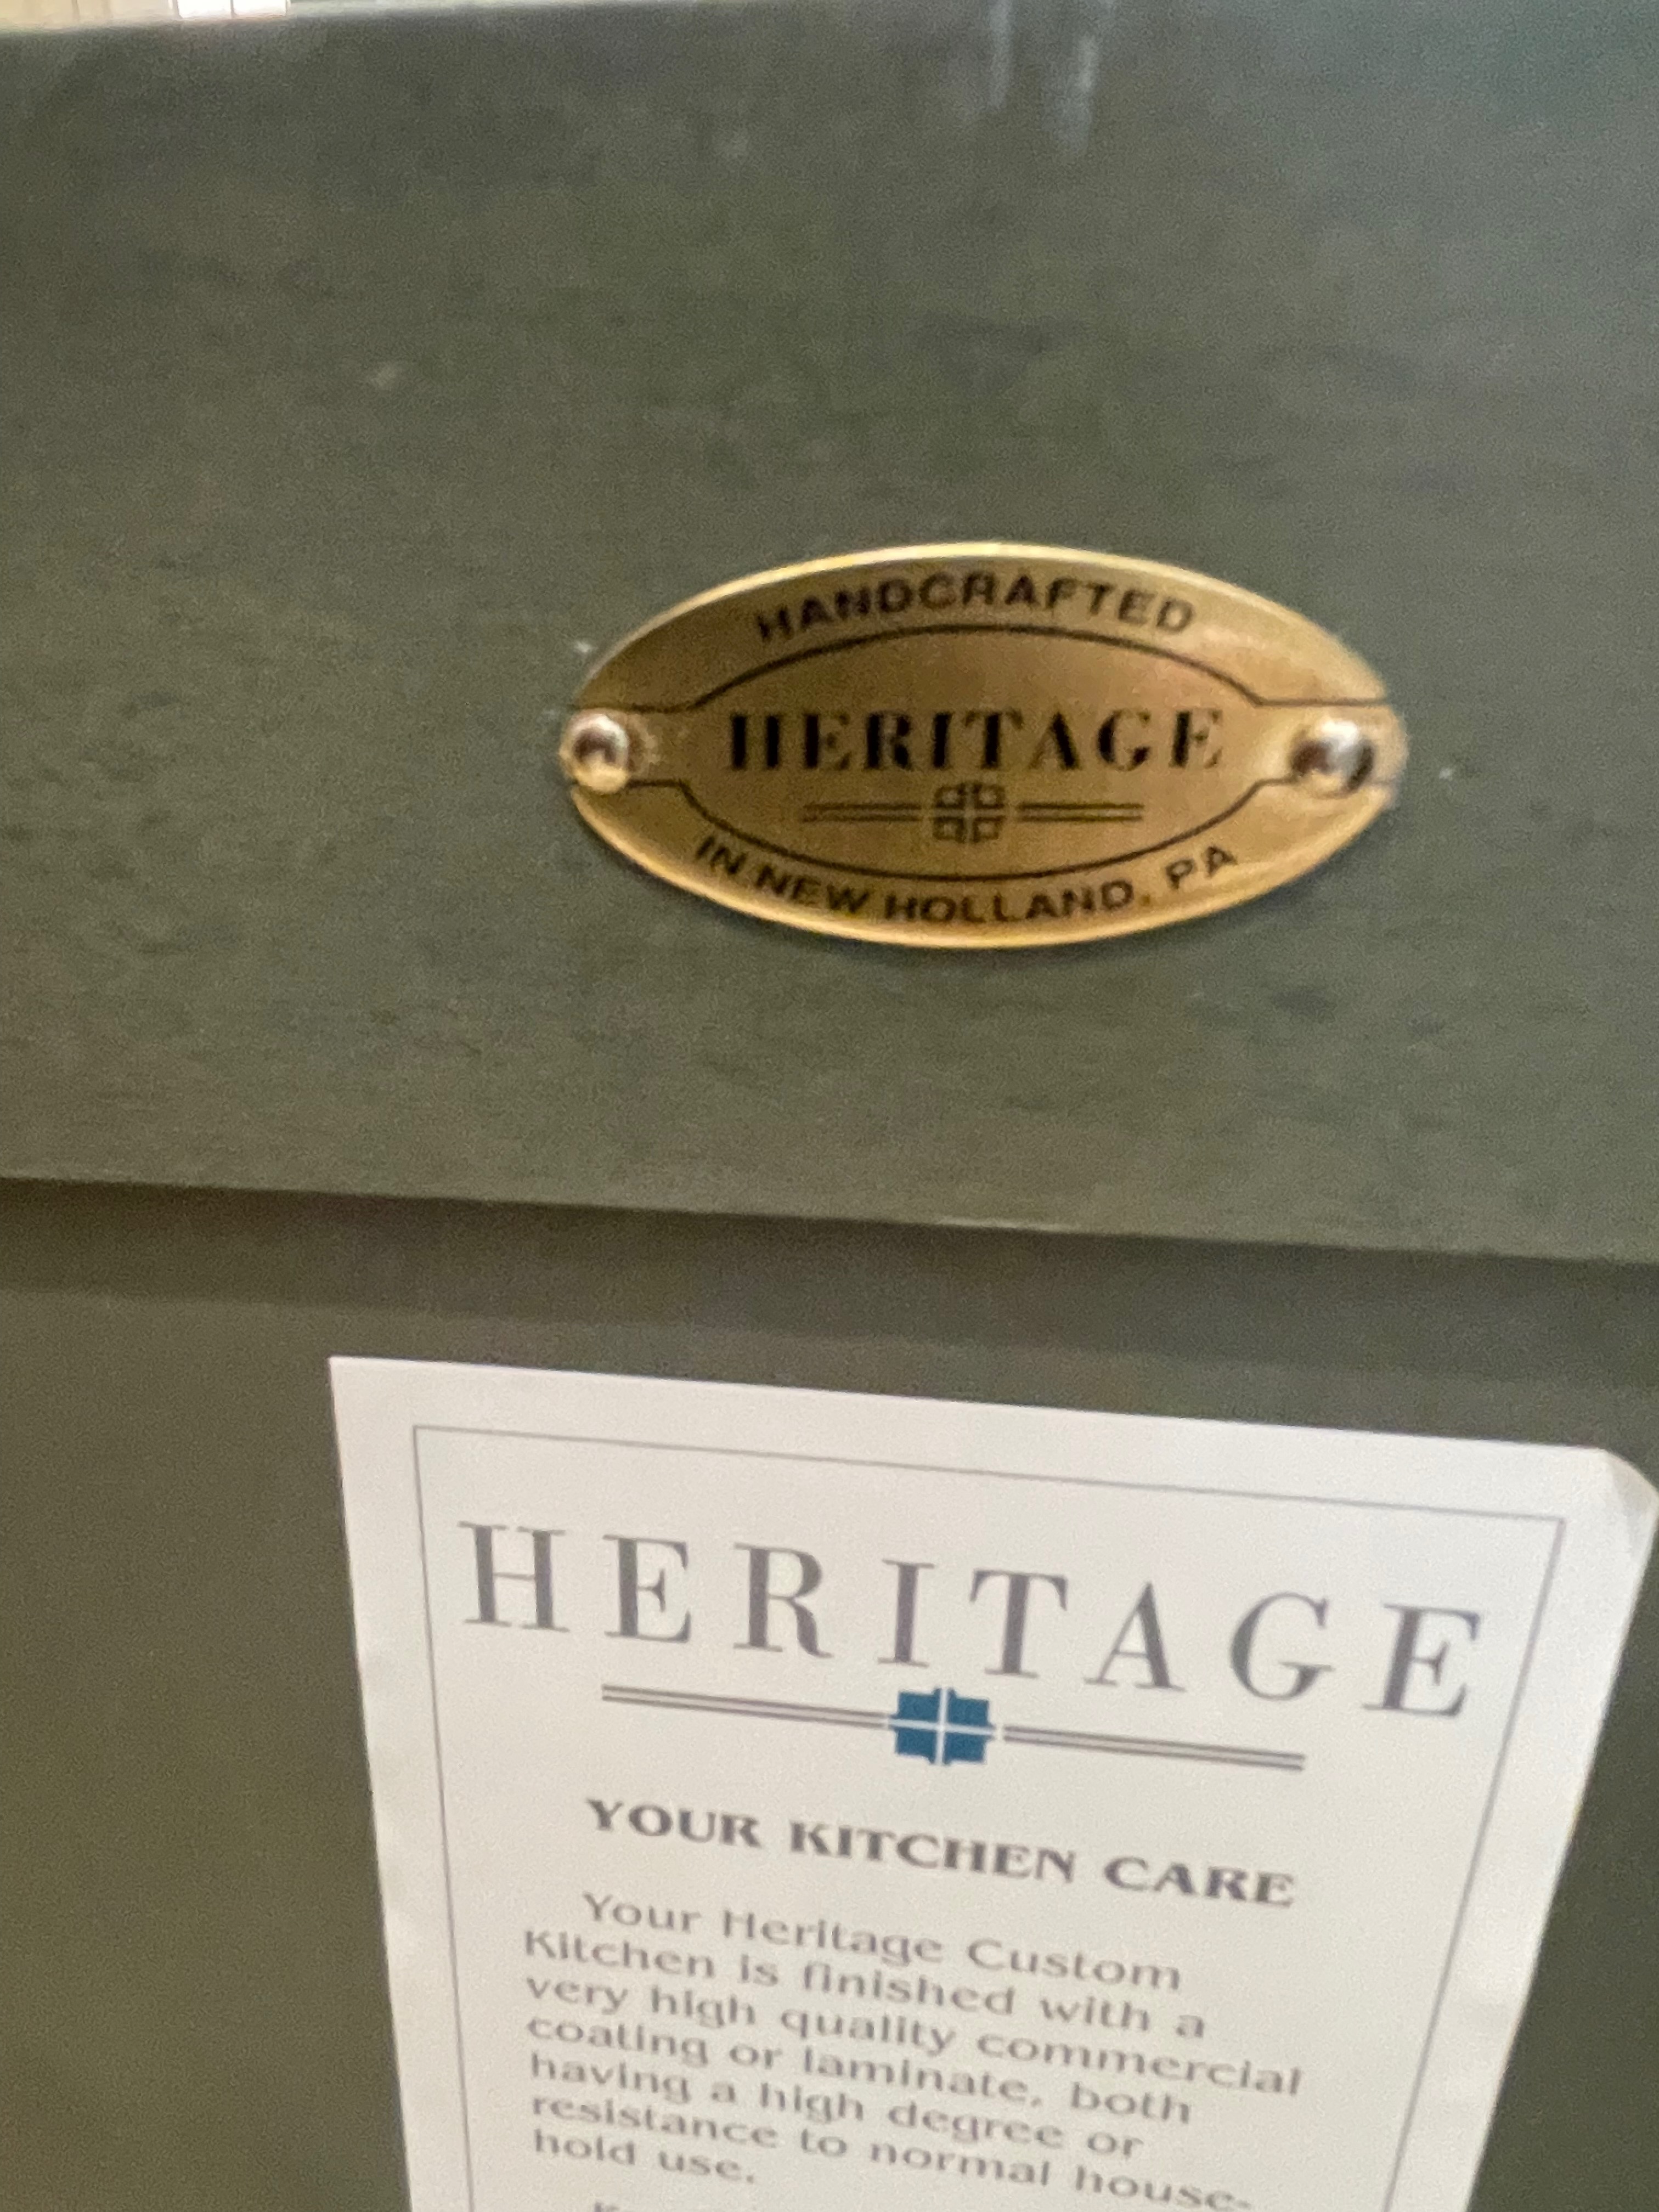 HANDCRAFTED
HERITAGE
IN NEW HOLLAND, PA
HERITAGE
YOUR KITCHEN CARE
Your Heritage Custom
Kitchen is finished with a
very high quality commercial
coating or laminate, both
having a high degree or
resistance to normal house-
hold use.